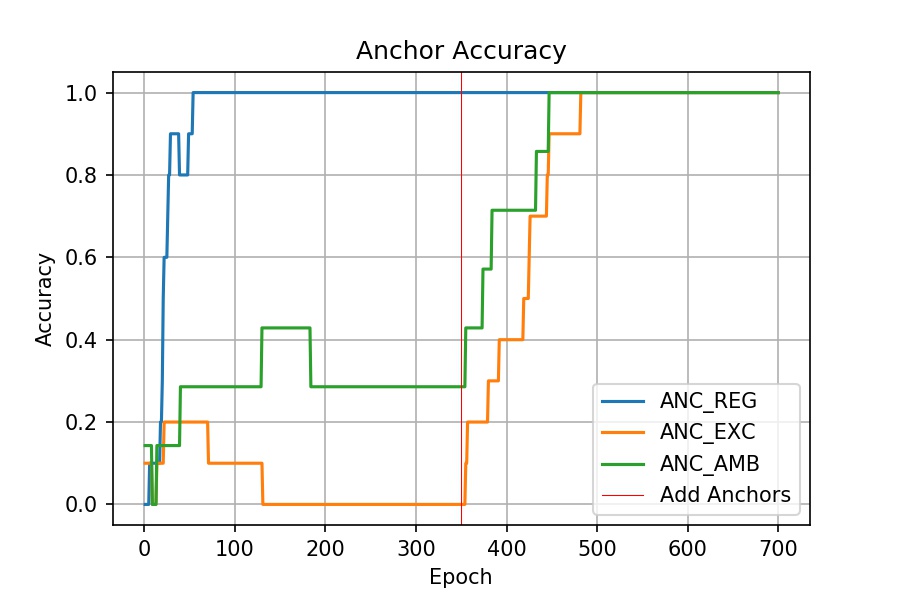 Anchor Accuracy
1.0
0.8
0.6
0.4
0.2
0.0
Accuracy
0 100 200 300 400 500 600 700
Epoch
ANC_REG
ANC_EXC
ANC_AMB
Add Anchors